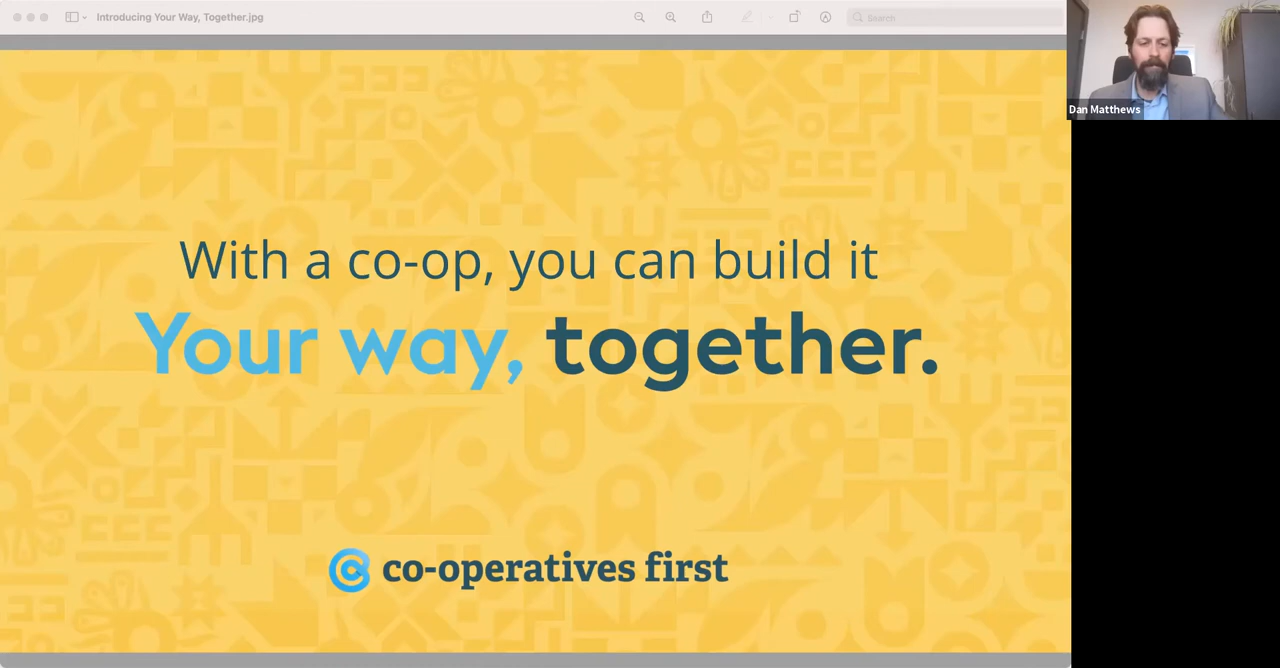 Introducing Your Way, Together.jpg
Search
Dan Matthews
With a co-op, you can build it
Your way, together.
co-operatives first